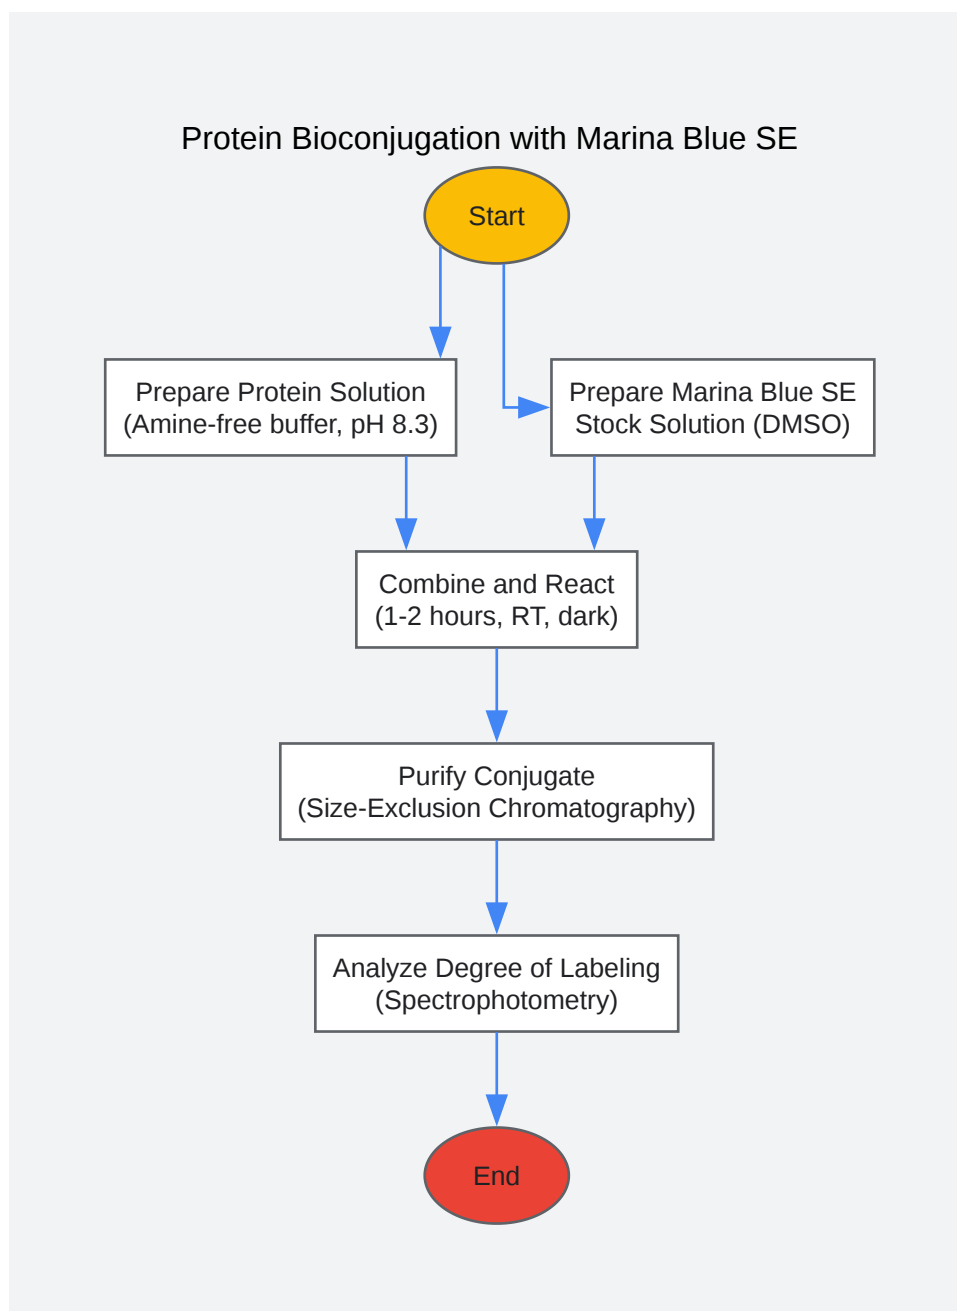 Protein Bioconjugation with Marina Blue SE
Start
Prepare Protein Solution
(Amine-free buffer, pH 8.3)
Prepare Marina Blue SE
Stock Solution (DMSO)
Combine and React
(1-2 hours, RT, dark)
Purify Conjugate
(Size-Exclusion Chromatography)
Analyze Degree of Labeling
(Spectrophotometry)
End